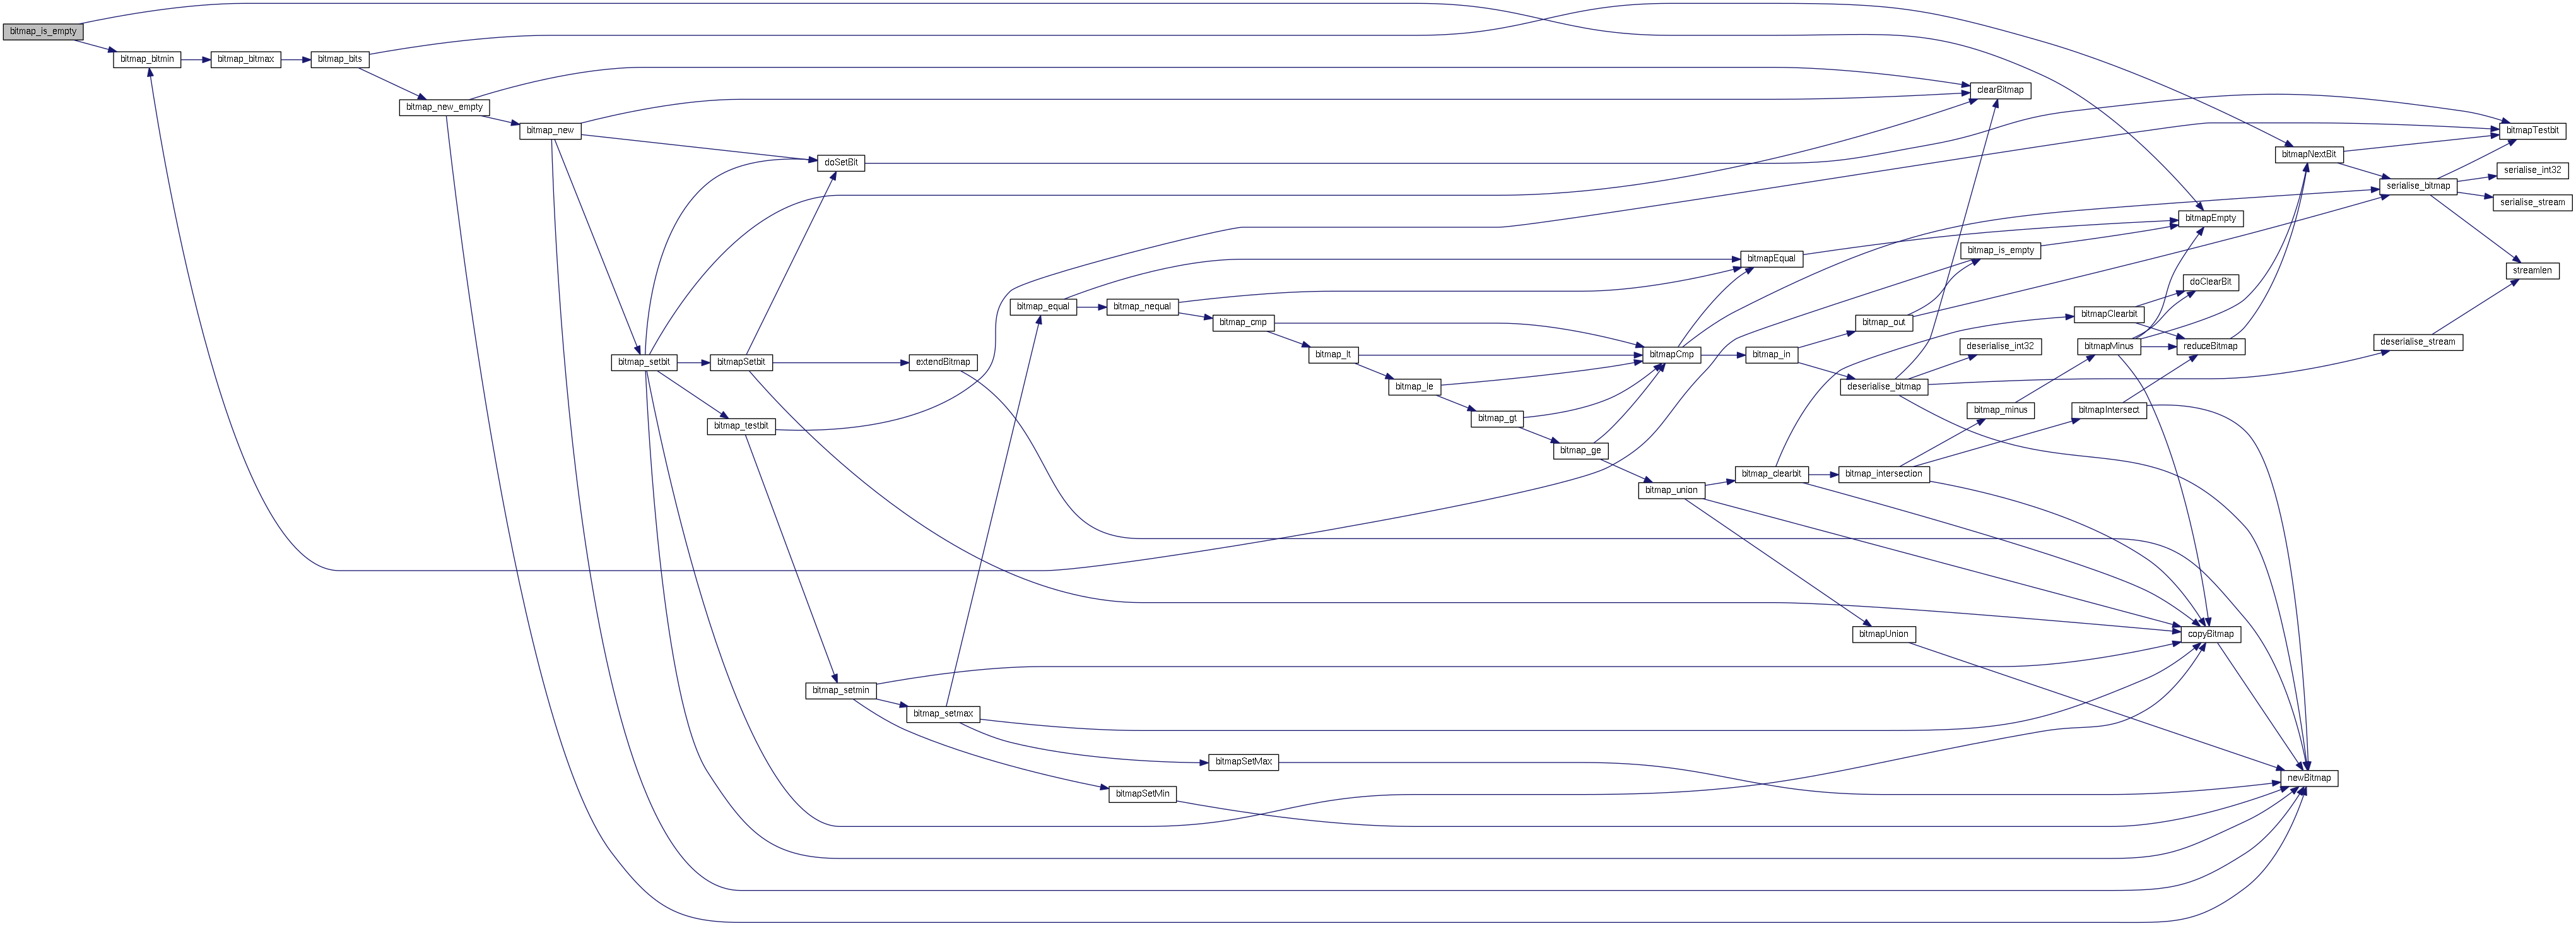 bitmap_is_empty
bitmap_bitmin
bitmap_bitmax
bitmap_bits
bitmap_new_empty
bitmap_new
doSetBit
bitmap_setbit
bitmapSetbit
extendBitmap
bitmap_testbit
bitmap_setmin
bitmap_setmax
bitmapSetMax
bitmapSetMin
bitmap_equal
bitmap_nequal
bitmap_cmp
bitmap_lt
bitmap_le
bitmap_gt
bitmap_ge
bitmap_union
bitmapCmp
bitmapEqual
bitmap_in
bitmap_out
deserialise_bitmap
bitmap_clearbit
bitmap_intersection
bitmapUnion
clearBitmap
bitmap_is_empty
deserialise_int32
bitmap_minus
bitmapClearbit
bitmapMinus
bitmapIntersect
bitmapEmpty
doClearBit
reduceBitmap
copyBitmap
newBitmap
bitmapNextBit
serialise_bitmap
deserialise_stream
bitmapTestbit
serialise_int32
serialise_stream
streamlen